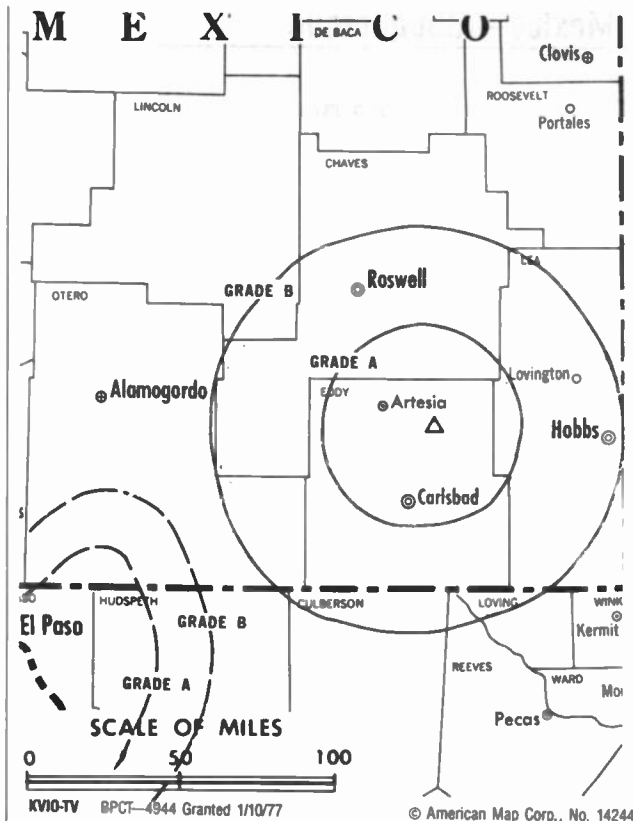 M E X I C O
DE BACA
Clovis
ROOSEVELT
LINCOLN
Portales
CHAVES
LEA
Roswell
OTERO
GRADE B
GRADE A
Lovington
EDDY
Alamogordo
Artesia
Hobbs
Carlsbad
HUDSPETH
CULBERSON
LOVING
WINK
El Paso
GRADE B
Kermit
REEVES
WARD
GRADE A
Mo
Pecas
SCALE OF MILES
0 50 100
KVIO-TV BPCT-4944 Granted 1/10/77
© American Map Corp., No. 14244